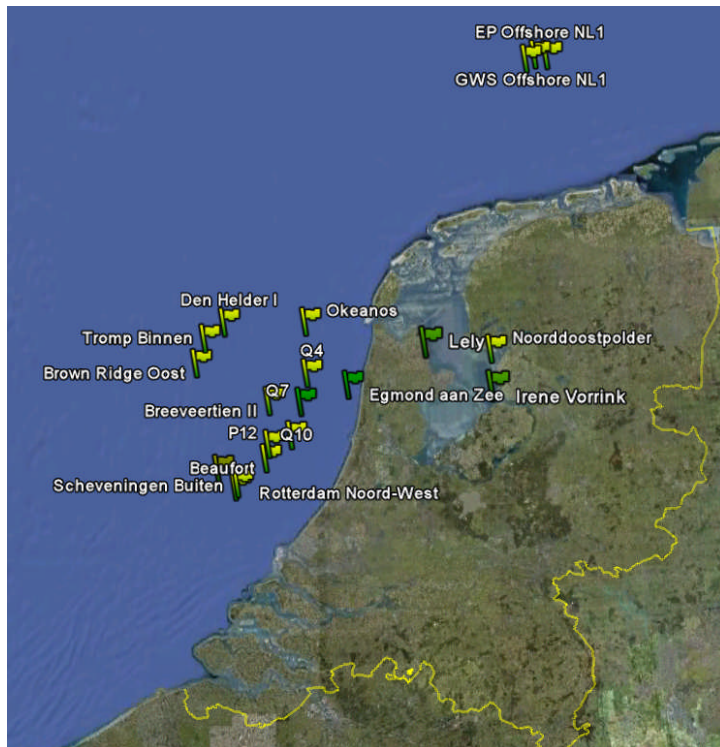 EP Offshore NL1
GWS Offshore NL1
Den Helder I
Okeanos
Tromp Binnen
Lely
Noorddoostpolder
Q4
Brown Ridge Oost
Q7
Egmond aan Zee
Irene Vorrink
Breeveertien II
P12
Q10
Beaufort
Scheveningen Buiten
Rotterdam Noord-West